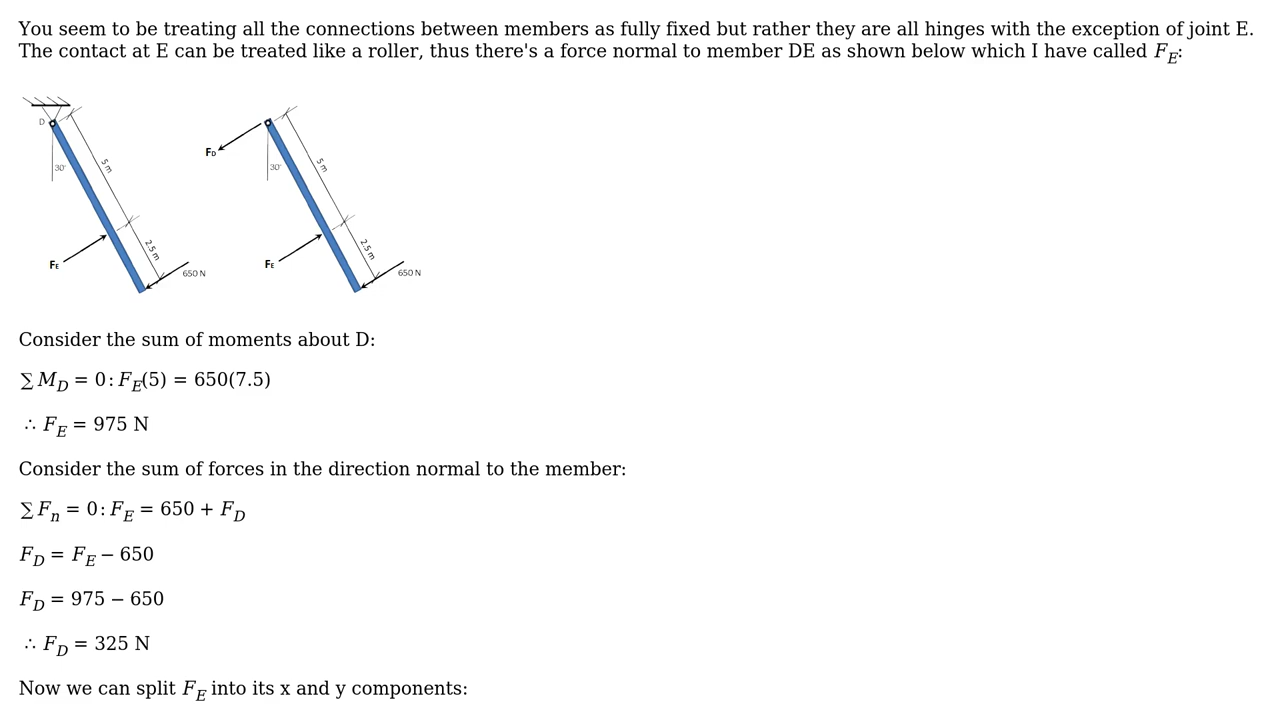 You seem to be treating all the connections between members as fully fixed but rather they are all hinges with the exception of joint E.
The contact at E can be treated like a roller, thus there's a force normal to member DE as shown below which I have called F_E:
D
30°
5 m
2.5 m
F_E
650 N
F_D
30°
5 m
2.5 m
F_E
650 N
Consider the sum of moments about D:
∑ M_D = 0: F_E(5) = 650(7.5)
∴ F_E = 975 N
Consider the sum of forces in the direction normal to the member:
∑ F_n = 0: F_E = 650 + F_D
F_D = F_E − 650
F_D = 975 − 650
∴ F_D = 325 N
Now we can split F_E into its x and y components: